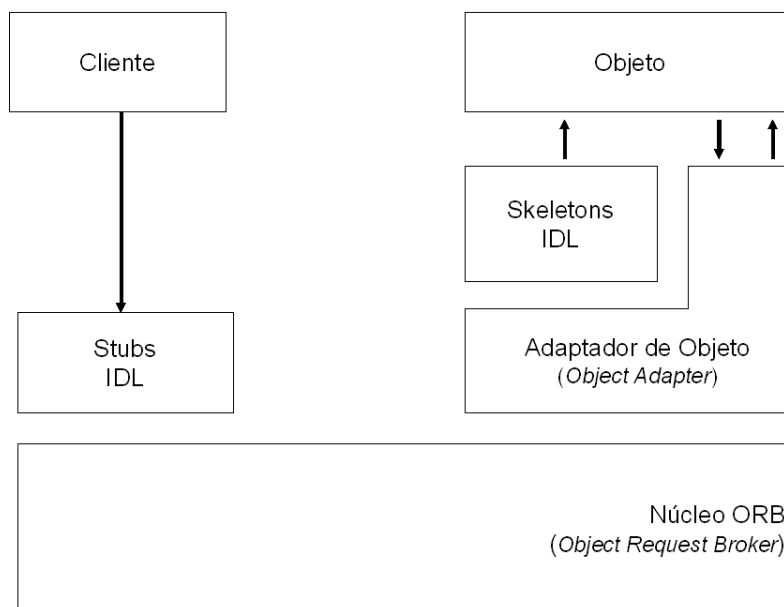 Cliente
Objeto
Skeletons
IDL
Stubs
IDL
Adaptador de Objeto
(Object Adapter)
Núcleo ORB
(Object Request Broker)